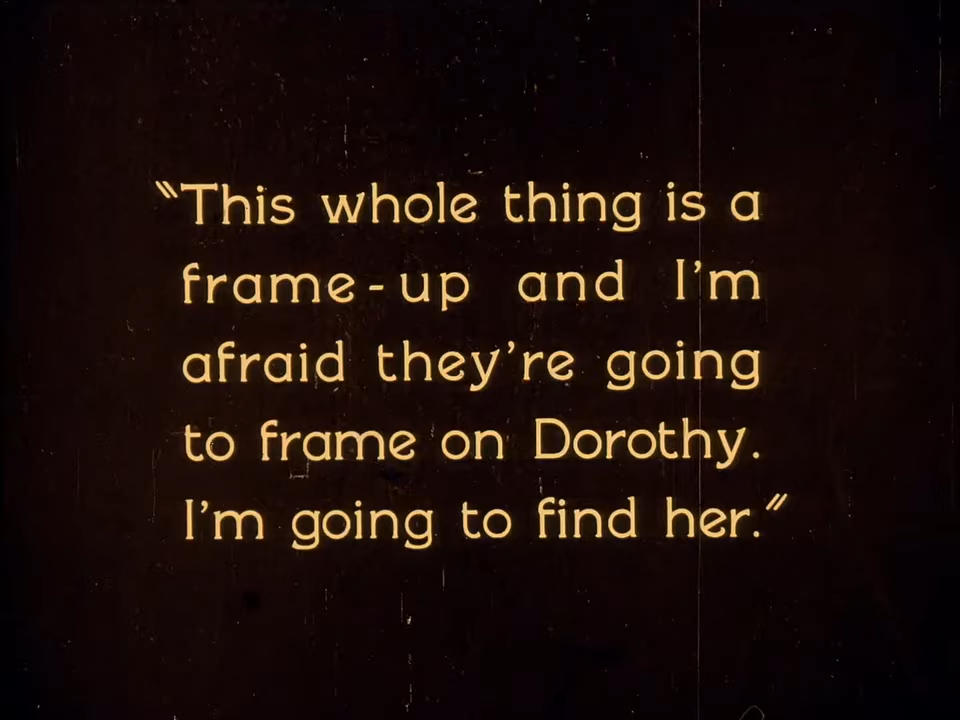 "This whole thing is a
frame-up and I'm
afraid they're going
to frame on Dorothy.
I'm going to find her."